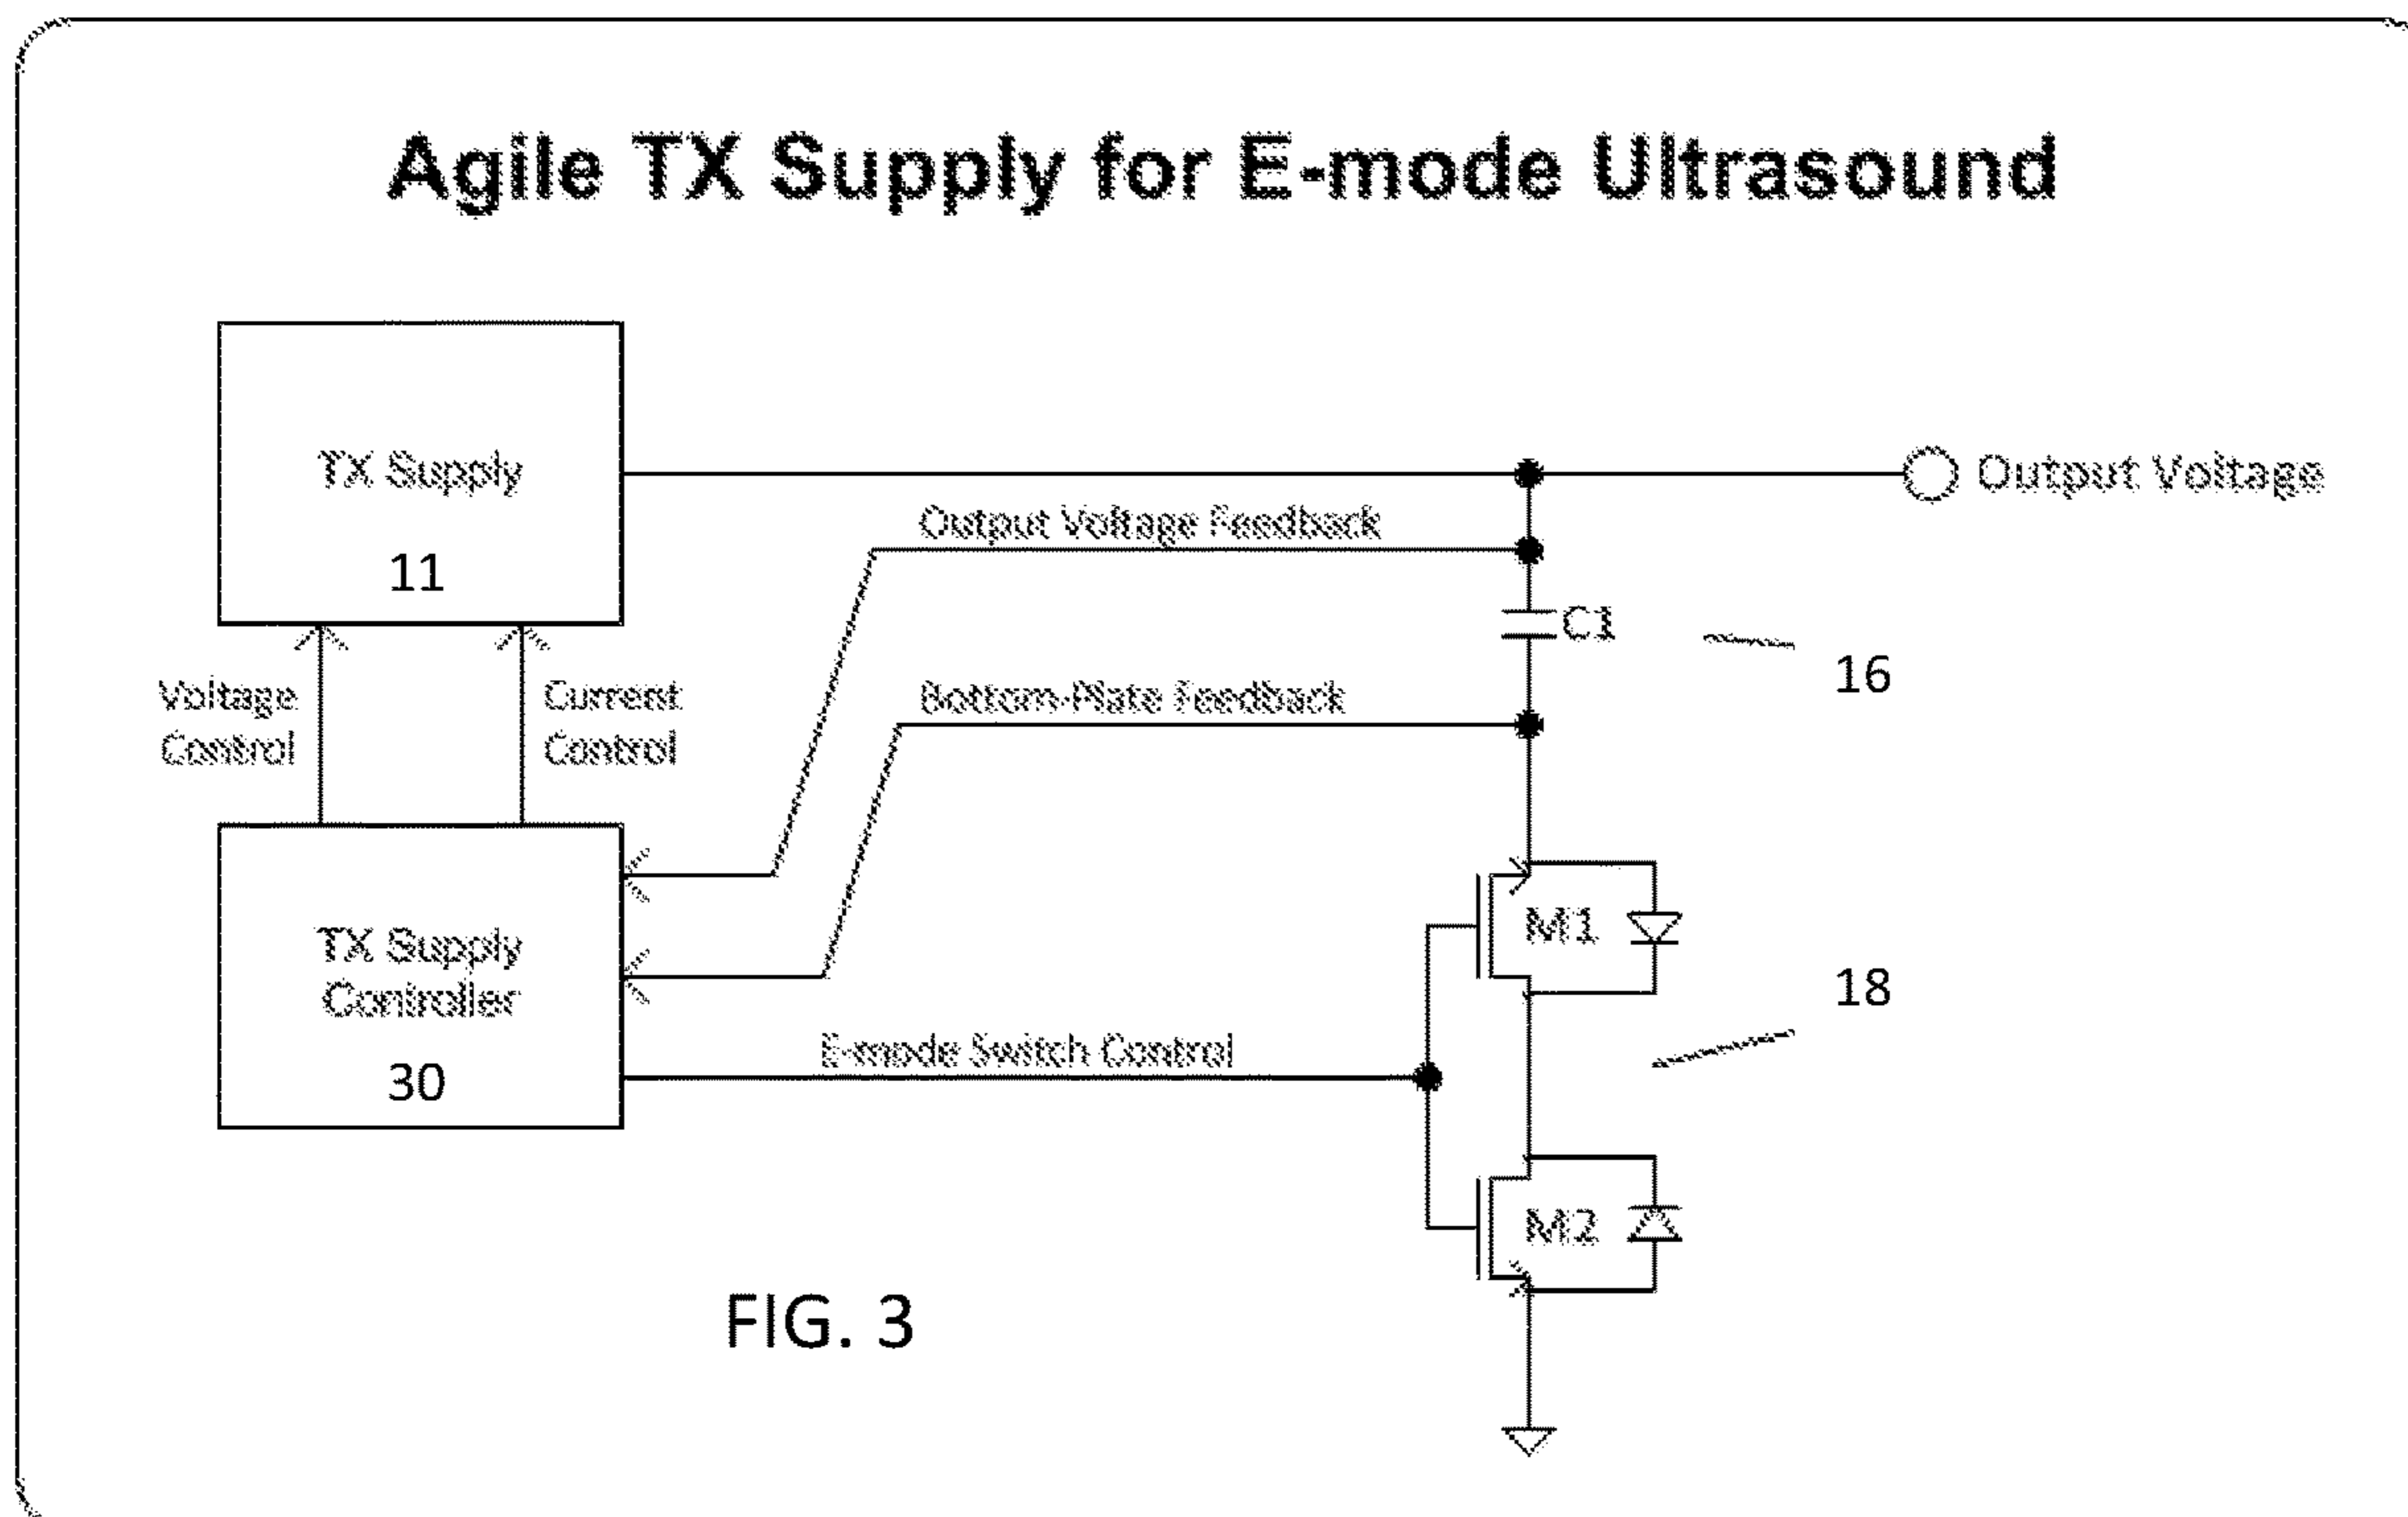 Agile TX Supply for E-mode Ultrasound
TX Supply
11
Output Voltage
Output Voltage Feedback
C1
16
Voltage
Control
Current
Control
Bottom-Plate Feedback
TX Supply
Controller
30
M1
18
E-mode Switch Control
M2
FIG. 3